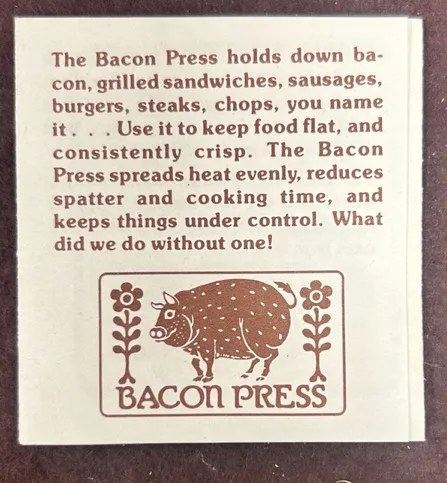 The Bacon Press holds down ba-
con, grilled sandwiches, sausages,
burgers, steaks, chops, you name
it . . . Use it to keep food flat, and
consistently crisp. The Bacon
Press spreads heat evenly, reduces
spatter and cooking time, and
keeps things under control. What
did we do without one!
BACON PRESS